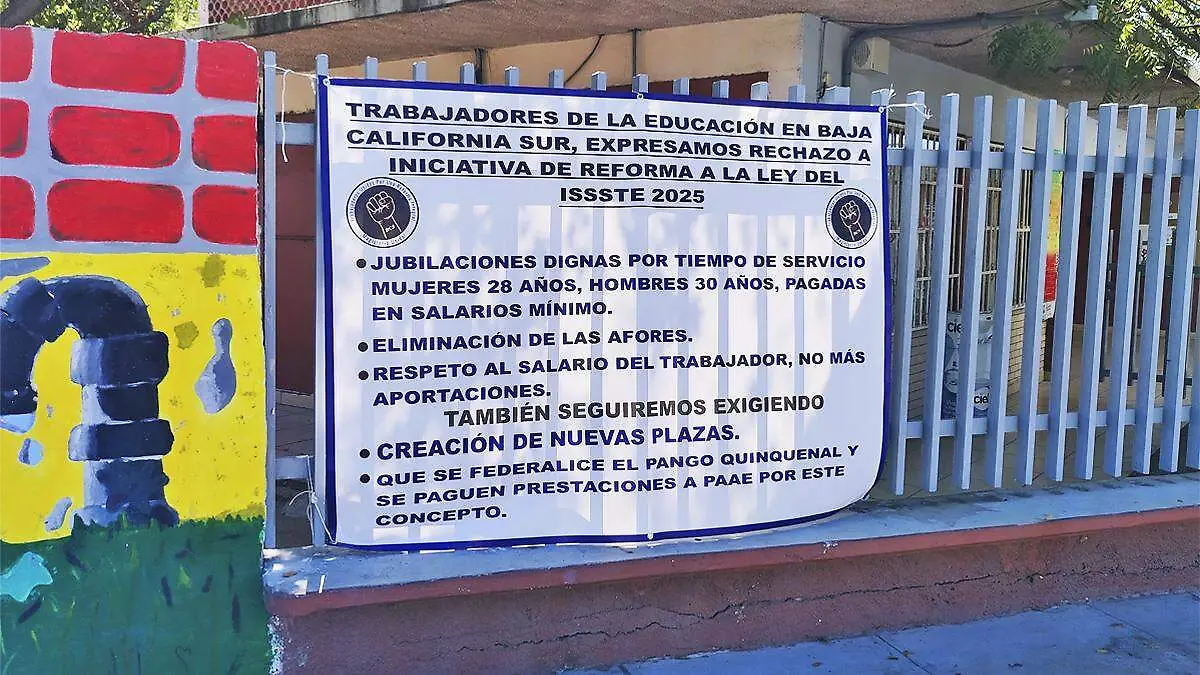 TRABAJADORES DE LA EDUCACIÓN EN BAJA
CALIFORNIA SUR, EXPRESAMOS RECHAZO A
INICIATIVA DE REFORMA A LA LEY DEL
ISSSTE 2025
• JUBILACIONES DIGNAS POR TIEMPO DE SERVICIO
MUJERES 28 AÑOS, HOMBRES 30 AÑOS, PAGADAS
EN SALARIOS MÍNIMO.
• ELIMINACIÓN DE LAS AFORES.
• RESPETO AL SALARIO DEL TRABAJADOR, NO MÁS
APORTACIONES.
TAMBIÉN SEGUIREMOS EXIGIENDO
• CREACIÓN DE NUEVAS PLAZAS.
• QUE SE FEDERALICE EL PANGO QUINQUENAL Y
SE PAGUEN PRESTACIONES A PAAE POR ESTE
CONCEPTO.